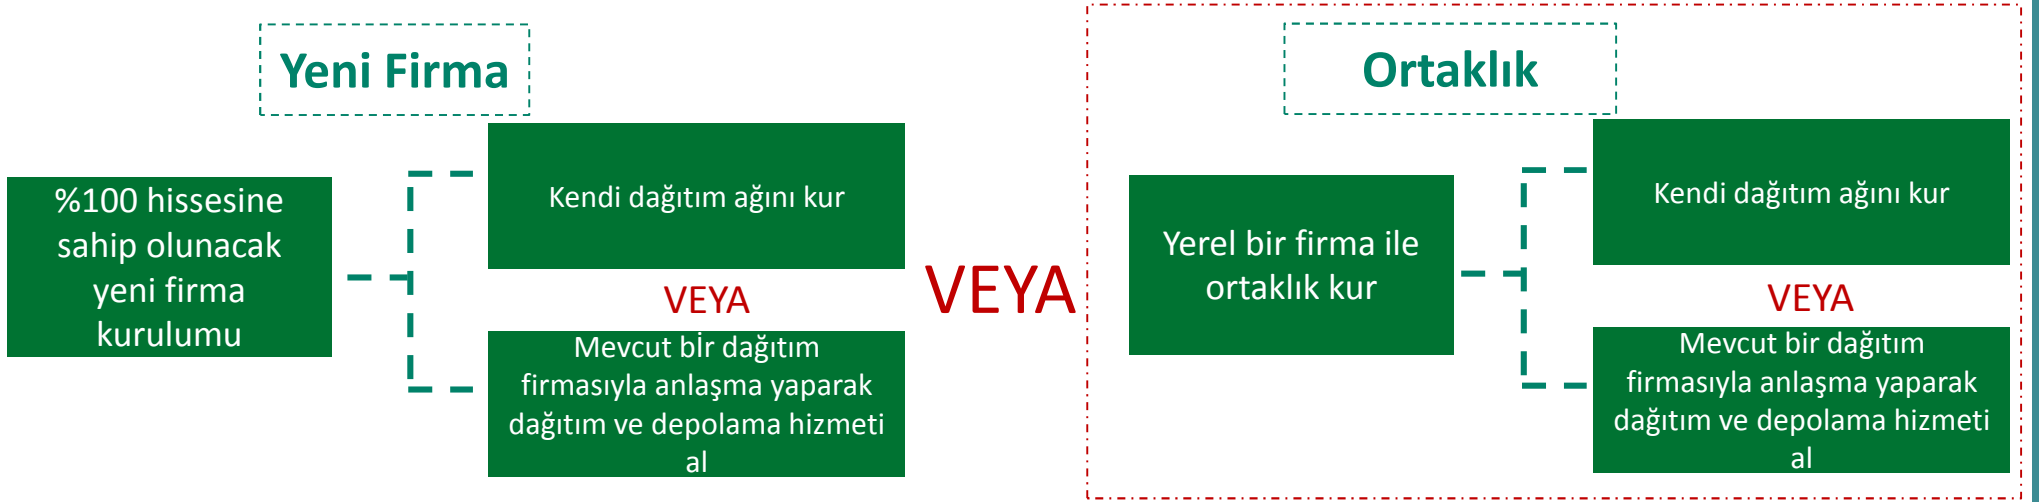 Yeni Firma
%100 hissesine
sahip olunacak
yeni firma
kurulumu
Kendi dağıtım ağını kur
VEYA
Mevcut bİr dağıtım
firmasıyla anlaşma yaparak
dağıtım ve depolama hizmeti
al
VEYA
Ortaklık
Yerel bir firma ile
ortaklık kur
Kendi dağıtım ağını kur
VEYA
Mevcut bir dağıtım
firmasıyla anlaşma yaparak
dağıtım ve depolama hizmeti
al